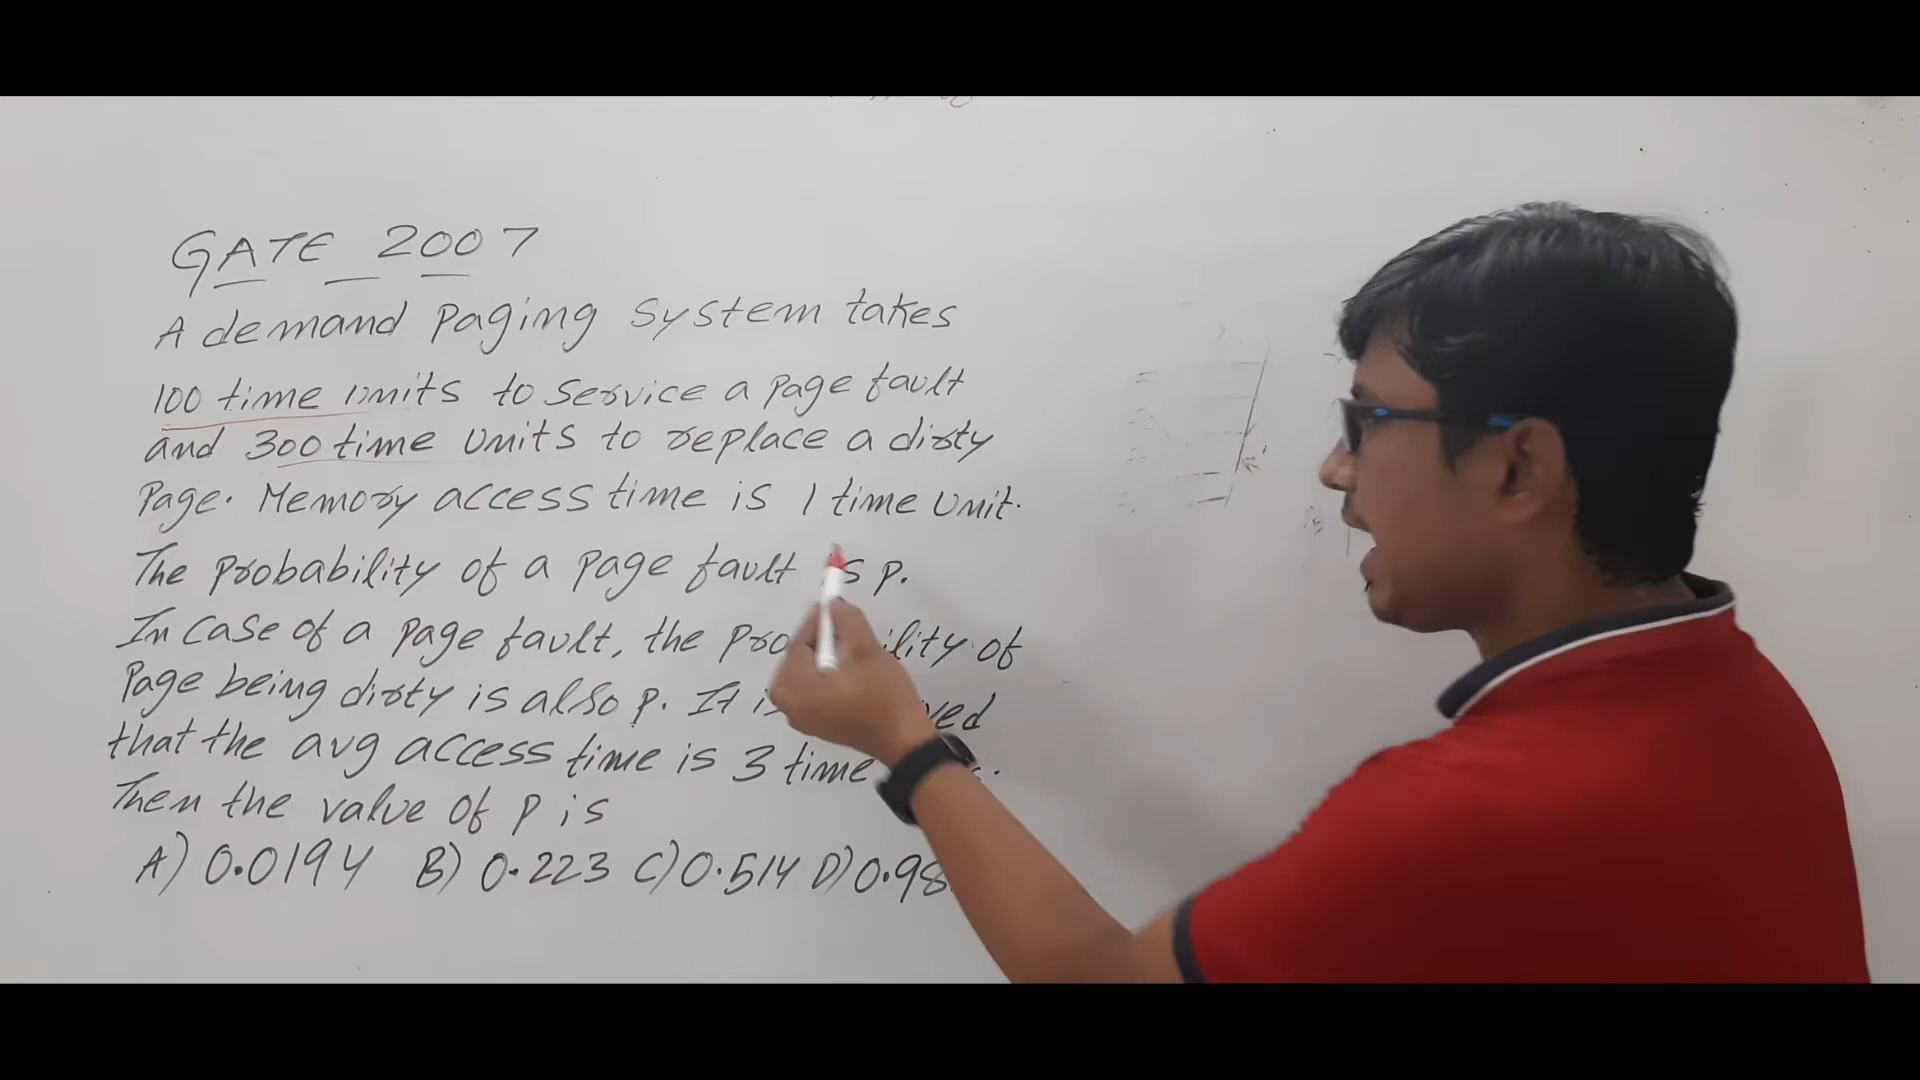 GATE 2007
A demand paging system takes
100 time units to service a page fault
and 300 time units to replace a dirty
Page. Memory access time is 1 time unit.
The probability of a page fault is p.
In case of a page fault, the of
Page being dirty is also p. It
that the avg access time is 3 time
Then the value of p is
A) 0.0194 B) 0.223 C) 0.514 D) 0.98